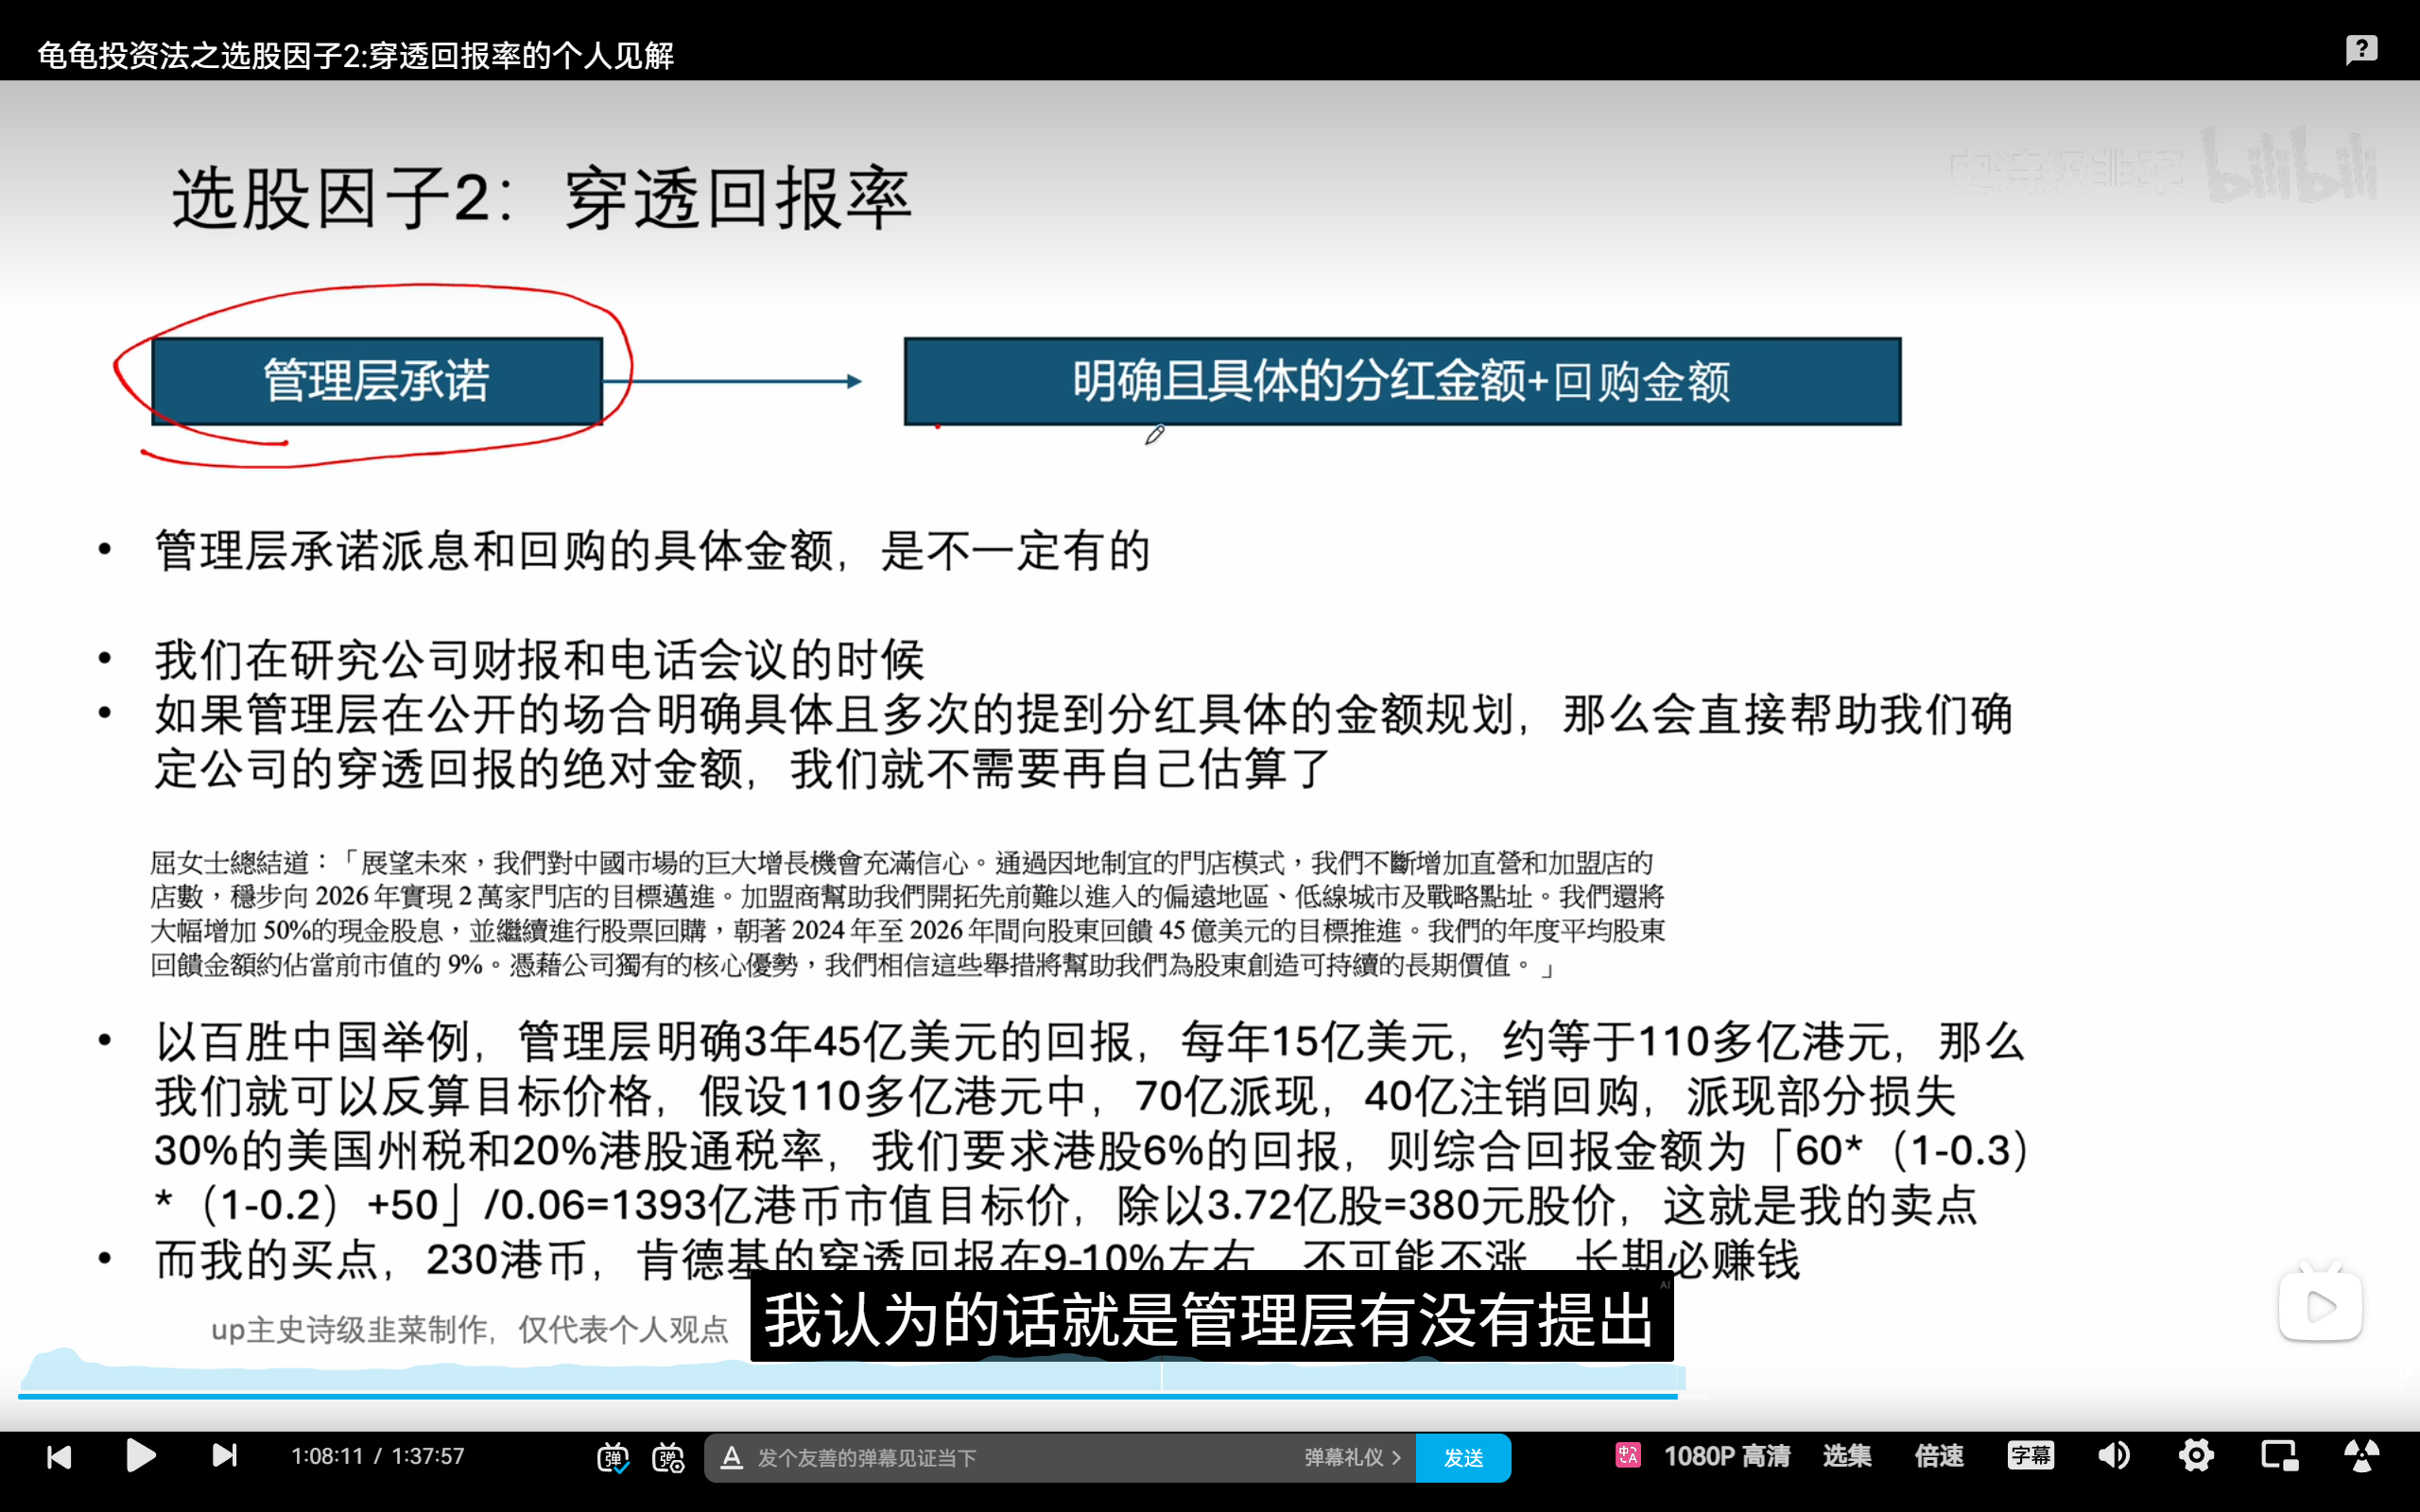 龟龟投资法之选股因子2:穿透回报率的个人见解
史诗级韭菜 bilibili
选股因子2：穿透回报率
管理层承诺
明确且具体的分红金额+回购金额
• 管理层承诺派息和回购的具体金额，是不一定有的
• 我们在研究公司财报和电话会议的时候
• 如果管理层在公开的场合明确具体且多次的提到分红具体的金额规划，那么会直接帮助我们确
定公司的穿透回报的绝对金额，我们就不需要再自己估算了
屈女士總結道：「展望未來，我們對中國市場的巨大增長機會充滿信心。通過因地制宜的門店模式，我們不斷增加直營和加盟店的
店數，穩步向 2026 年實現 2 萬家門店的目標邁進。加盟商幫助我們開拓先前難以進入的偏遠地區、低線城市及戰略點址。我們還將
大幅增加 50%的現金股息，並繼續進行股票回購，朝著 2024 年至 2026 年間向股東回饋 45 億美元的目標推進。我們的年度平均股東
回饋金額約佔當前市值的 9%。憑藉公司獨有的核心優勢，我們相信這些舉措將幫助我們為股東創造可持續的長期價值。」
• 以百胜中国举例，管理层明确3年45亿美元的回报，每年15亿美元，约等于110多亿港元，那么
我们就可以反算目标价格，假设110多亿港元中，70亿派现，40亿注销回购，派现部分损失
30%的美国州税和20%港股通税率，我们要求港股6%的回报，则综合回报金额为「60*（1-0.3）
*（1-0.2）+50」/0.06=1393亿港币市值目标价，除以3.72亿股=380元股价，这就是我的卖点
• 而我的买点，230港币，肯德基的穿透回报在9-10%左右，不可能不涨，长期必赚钱
up主史诗级韭菜制作，仅代表个人观点
我认为的话就是管理层有没有提出
AI
1:08:11 / 1:37:57
弹
弹
A 发个友善的弹幕见证当下
弹幕礼仪 >
发送
1080P 高清
选集
倍速
字幕